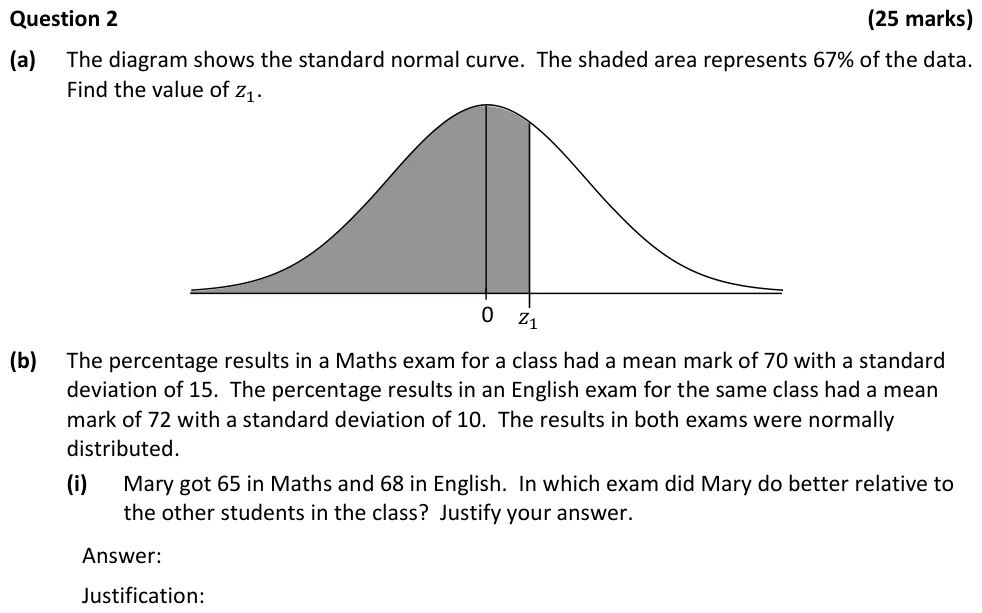 Question 2 (25 marks)
(a) The diagram shows the standard normal curve. The shaded area represents 67% of the data.
Find the value of z₁.
0 z₁
(b) The percentage results in a Maths exam for a class had a mean mark of 70 with a standard
deviation of 15. The percentage results in an English exam for the same class had a mean
mark of 72 with a standard deviation of 10. The results in both exams were normally
distributed.
(i) Mary got 65 in Maths and 68 in English. In which exam did Mary do better relative to
the other students in the class? Justify your answer.
Answer:
Justification: